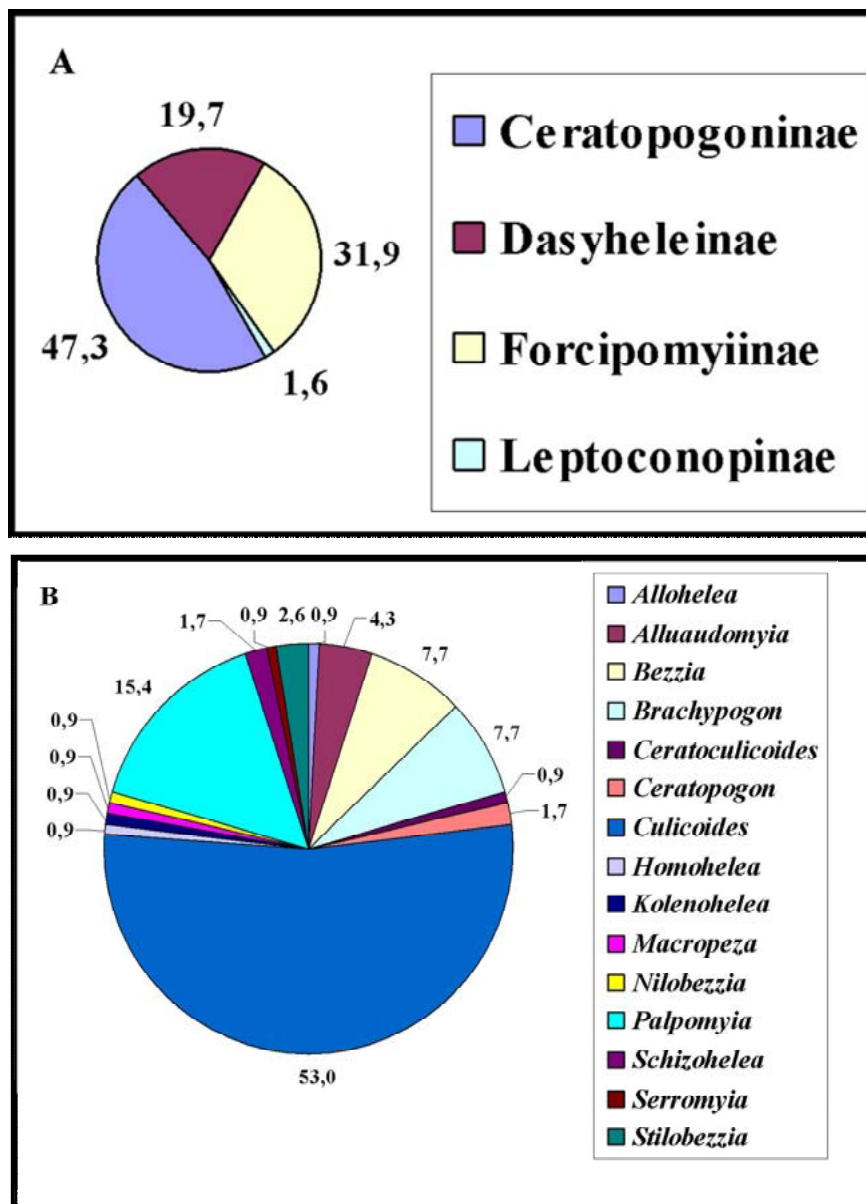 A
19,7
31,9
47,3
1,6
Ceratopogoninae
Dasyheleinae
Forcipomyiinae
Leptoconopinae
B
0,9
2,6
0,9
1,7
4,3
7,7
15,4
7,7
0,9
0,9
0,9
0,9
0,9
1,7
53,0
Allohelea
Alluaudomyia
Bezzia
Brachypogon
Ceratoculicoides
Ceratopogon
Culicoides
Homohelea
Kolenohelea
Macropeza
Nilobezzia
Palpomyia
Schizohelea
Serromyia
Stilobezzia